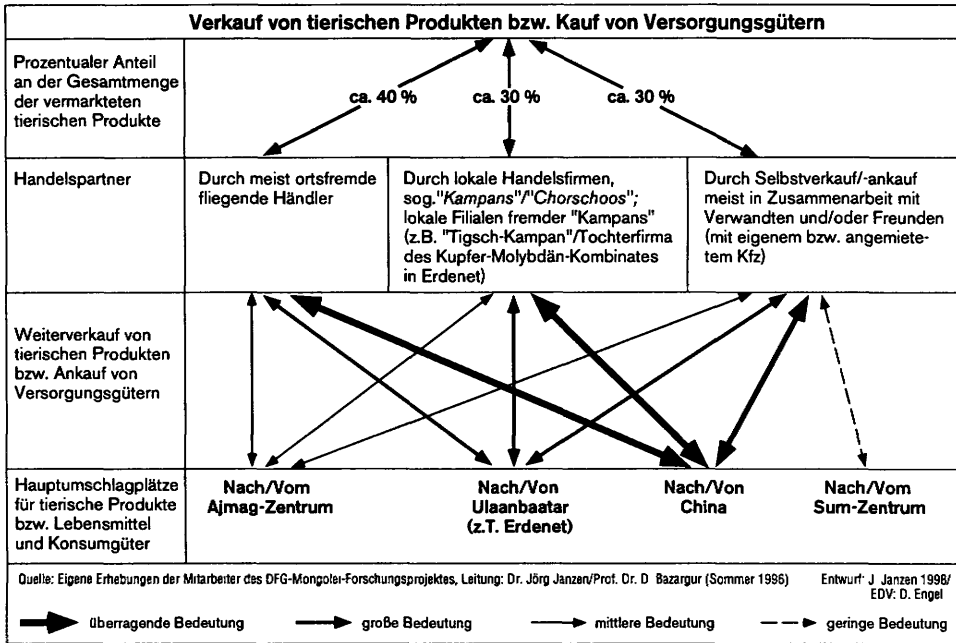 Verkauf von tierischen Produkten bzw. Kauf von Versorgungsgütern
Prozentualer Anteil
an der Gesamtmenge
der vermarkteten
tierischen Produkte
ca. 40 %
ca. 30 %
ca. 30 %
Handelspartner
Durch meist ortsfremde
fliegende Händler
Durch lokale Handelsfirmen,
sog."Kampans"/"Chorschoos";
lokale Filialen fremder "Kampans"
(z.B. "Tigsch-Kampan"/Tochterfirma
des Kupfer-Molybdän-Kombinates
in Erdenet)
Durch Selbstverkauf/-ankauf
meist in Zusammenarbeit mit
Verwandten und/oder Freunden
(mit eigenem bzw. angemiete-
tem Kfz)
Weiterverkauf von
tierischen Produkten
bzw. Ankauf von
Versorgungsgütern
Hauptumschlagplätze
für tierische Produkte
bzw. Lebensmittel
und Konsumgüter
Nach/Vom
Ajmag-Zentrum
Nach/Von
Ulaanbaatar
(z.T. Erdenet)
Nach/Von
China
Nach/Vom
Sum-Zentrum
Quelle: Eigene Erhebungen der Mitarbeiter des DFG-Mongolei-Forschungsprojektes, Leitung: Dr. Jörg Janzen/Prof. Dr. D Bazargur (Sommer 1996)
Entwurf: J Janzen 1998/
EDV: D. Engel
überragende Bedeutung
große Bedeutung
mittlere Bedeutung
geringe Bedeutung